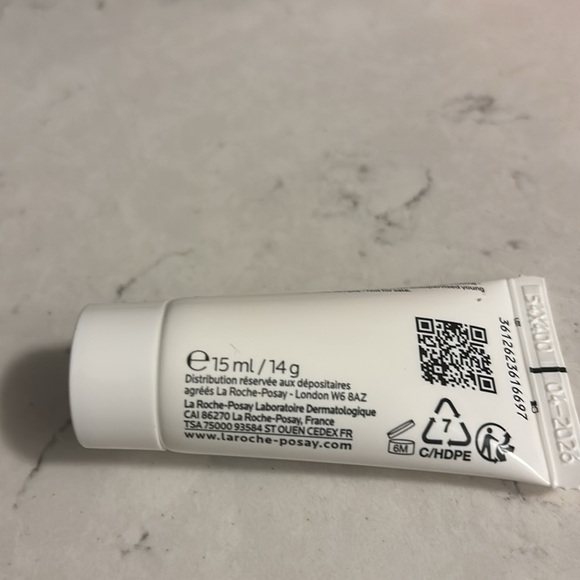 e 15 ml / 14 g
Distribution réservée aux dépositaires
agréés La Roche-Posay - London W6 8AZ
La Roche-Posay Laboratoire Dermatologique
CAI 86270 La Roche-Posay, France
TSA 75000 93584 ST OUEN CEDEX FR
www.laroche-posay.com
6M
7
C/HDPE
3612623616697
54X400 04-2026